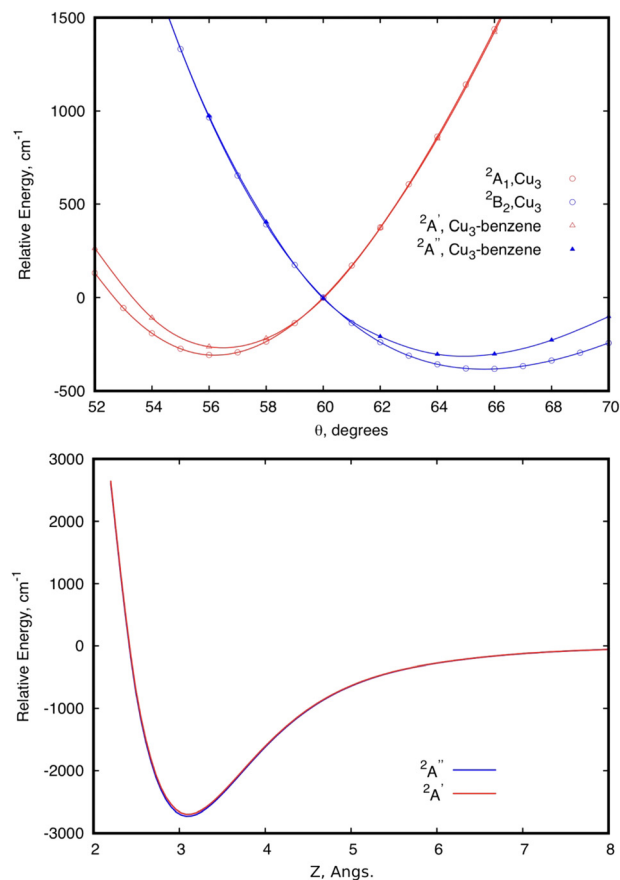 1500
1000
500
0
-500
Relative Energy, cm⁻¹
²A₁,Cu₃
²B₂,Cu₃
²A', Cu₃-benzene
²A'', Cu₃-benzene
52 54 56 58 60 62 64 66 68 70
θ, degrees
3000
2000
1000
0
-1000
-2000
-3000
Relative Energy, cm⁻¹
²A''
²A'
2 3 4 5 6 7 8
Z, Angs.